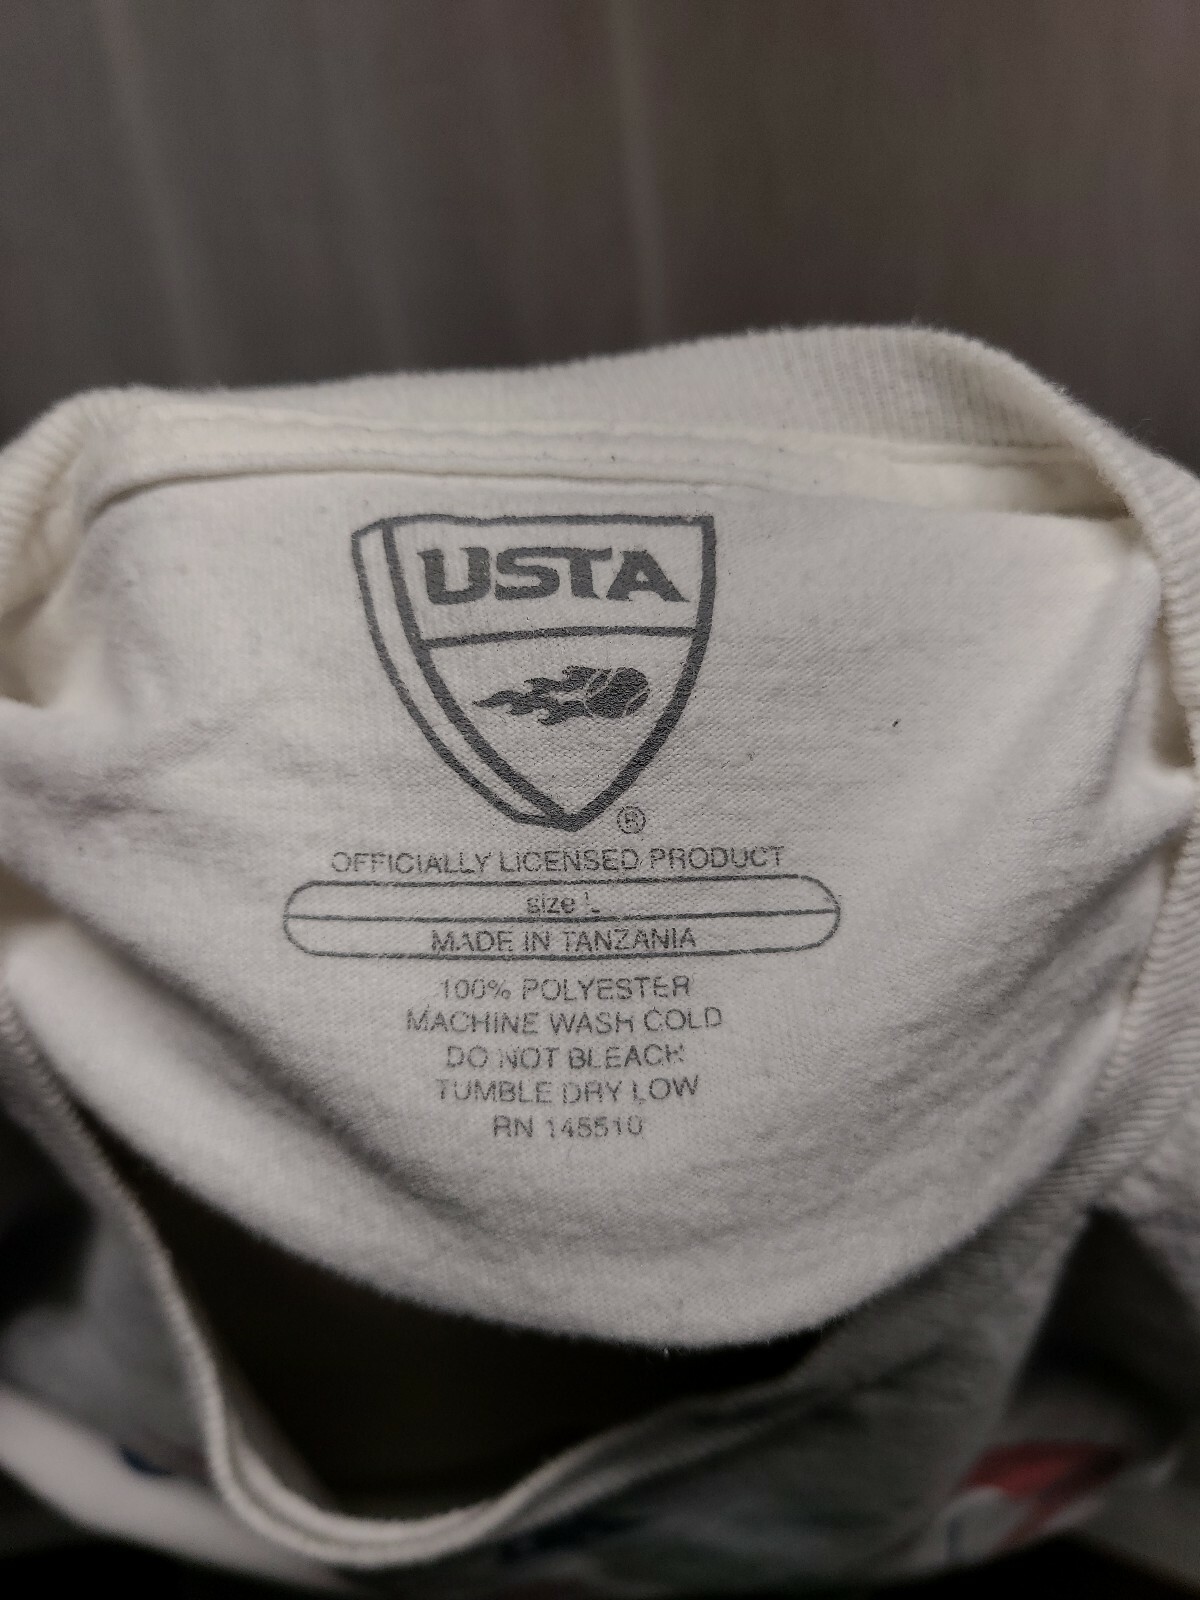 USTA
®
OFFICIALLY LICENSED PRODUCT
size L
MADE IN TANZANIA
100% POLYESTER
MACHINE WASH COLD
DO NOT BLEACH
TUMBLE DRY LOW
RN 148510